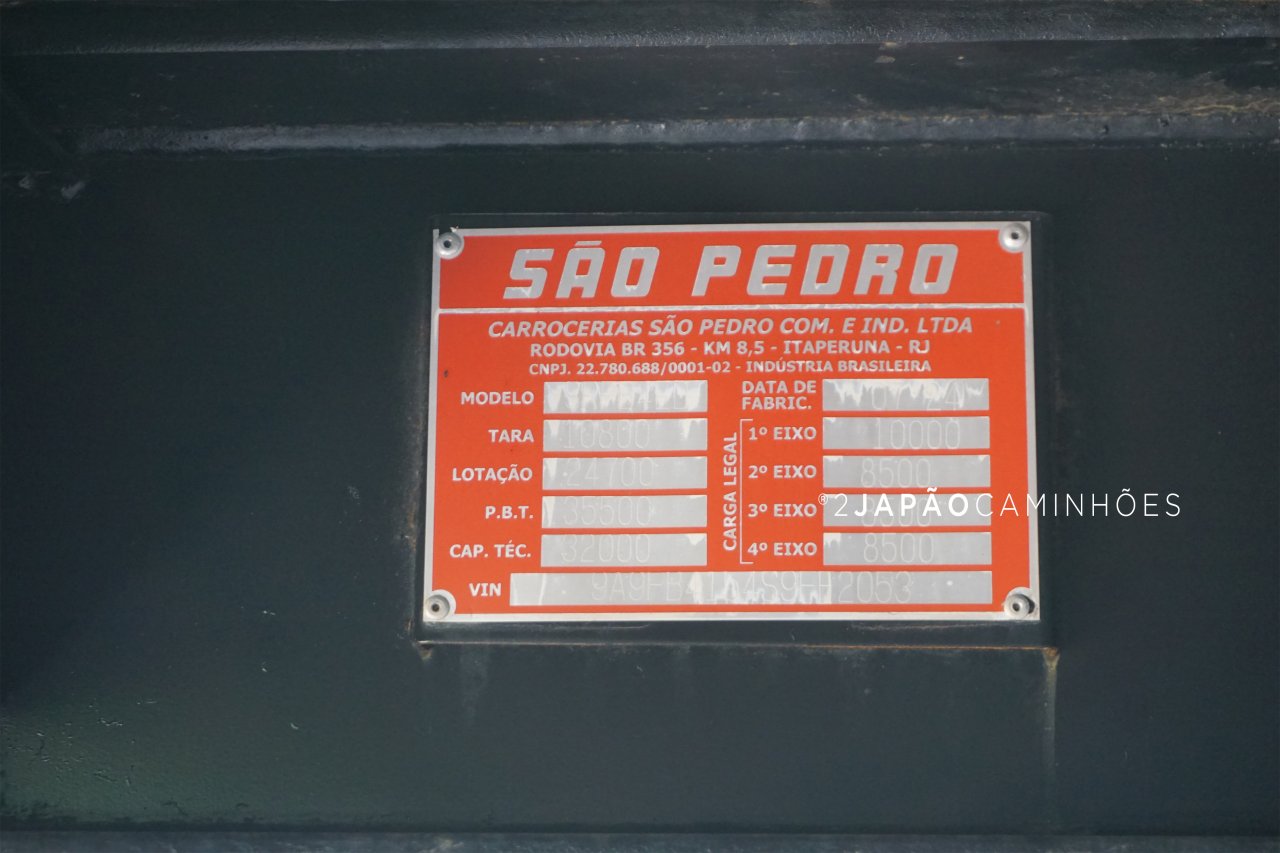 SÃO PEDRO
CARROCERIAS SÃO PEDRO COM. E IND. LTDA
RODOVIA BR 356 - KM 8,5 - ITAPERUNA - RJ
CNPJ. 22.780.688/0001-02 - INDÚSTRIA BRASILEIRA
MODELO
DATA DE FABRIC.
TARA 10800
LOTAÇÃO 24700
P.B.T. 35500
CAP. TÉC. 32000
CARGA LEGAL
1º EIXO 10000
2º EIXO 8500
3º EIXO
4º EIXO 8500
VIN
®2JAPÃOCAMINHÕES